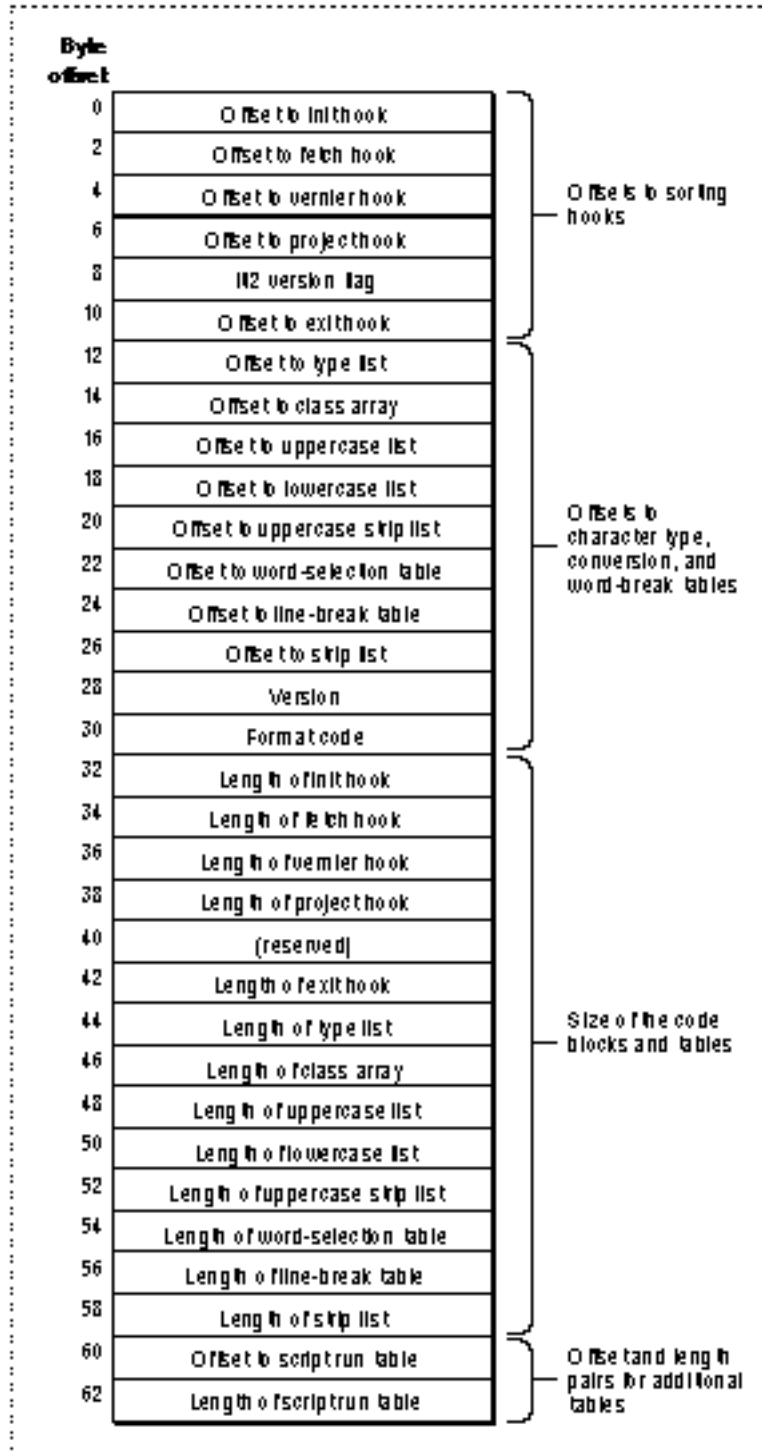 Byte
offset
0 Offset to init hook
2 Offset to fetch hook
4 Offset to vernier hook
6 Offset to project hook
8 itl2 version flag
10 Offset to exit hook
Offsets to sorting
hooks
12 Offset to type list
14 Offset to class array
16 Offset to uppercase list
18 Offset to lowercase list
20 Offset to uppercase strip list
22 Offset to word-selection table
24 Offset to line-break table
26 Offset to strip list
28 Version
30 Format code
Offsets to
character type,
conversion, and
word-break tables
32 Length of init hook
34 Length of fetch hook
36 Length of vernier hook
38 Length of project hook
40 (reserved)
42 Length of exit hook
44 Length of type list
46 Length of class array
48 Length of uppercase list
50 Length of lowercase list
52 Length of uppercase strip list
54 Length of word-selection table
56 Length of line-break table
58 Length of strip list
Size of the code
blocks and tables
60 Offset to script run table
62 Length of script run table
Offset and length
pairs for additional
tables